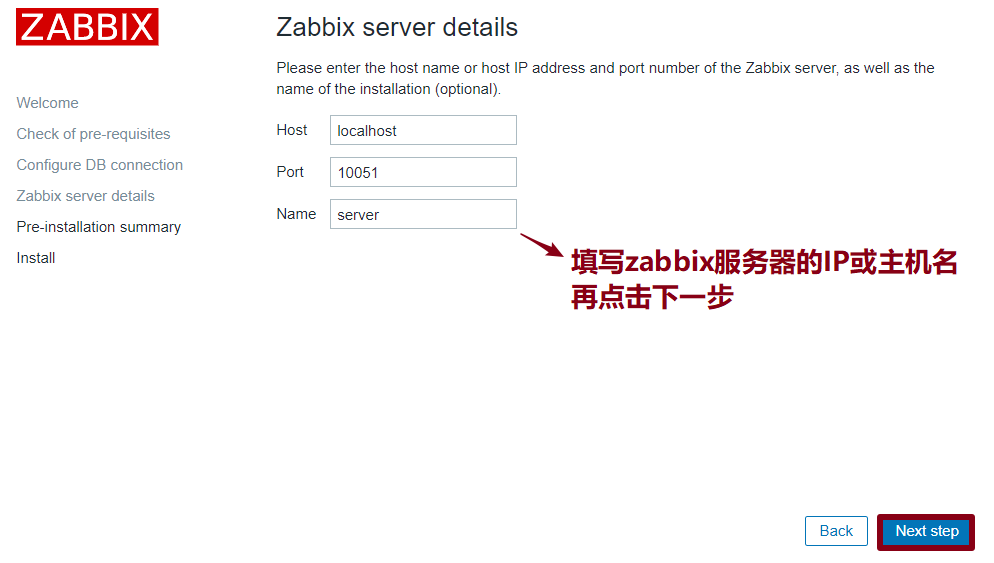 ZABBIX
Welcome
Check of pre-requisites
Configure DB connection
Zabbix server details
Pre-installation summary
Install
Zabbix server details
Please enter the host name or host IP address and port number of the Zabbix server, as well as the
name of the installation (optional).
Host localhost
Port 10051
Name server
填写zabbix服务器的IP或主机名
再点击下一步
Back Next step